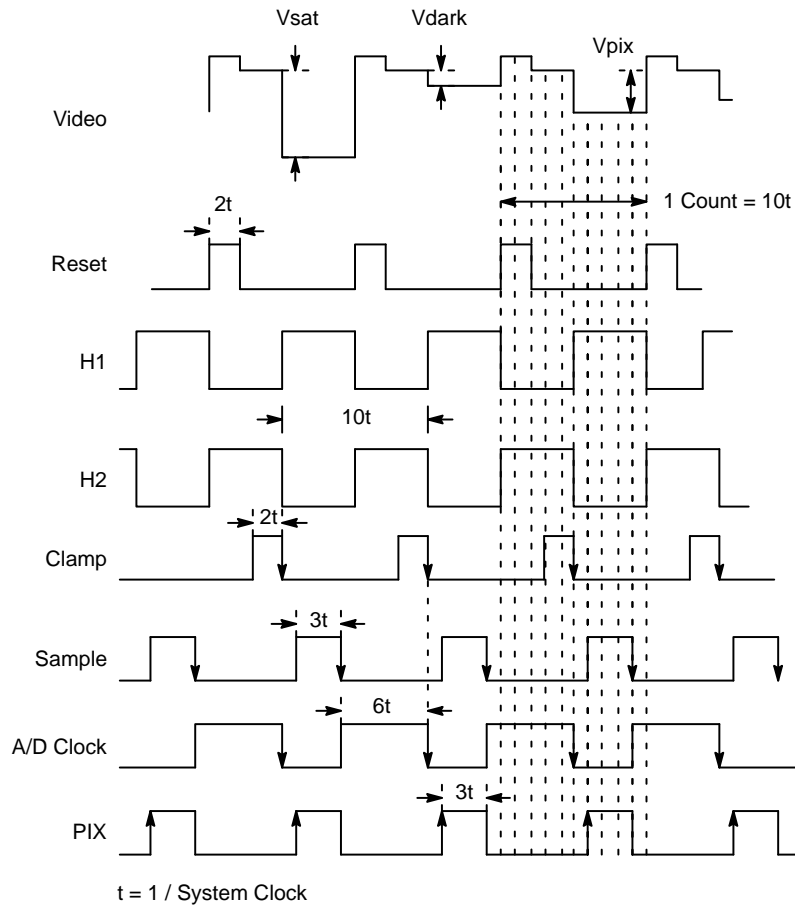 Vsat
Vdark
Vpix
Video
1 Count = 10t
2t
Reset
H1
10t
H2
2t
Clamp
3t
Sample
6t
A/D Clock
3t
PIX
t = 1 / System Clock